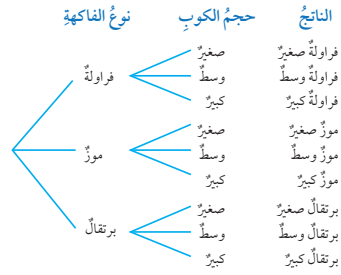 الناتجُ حجمُ الكوبِ نوعُ الفاكهةِ
فراولةٌ صغيرٌ صغيرٌ
فراولةٌ وسطٌ وسطٌ فراولةٌ
فراولةٌ كبيرٌ كبيرٌ
موزٌ صغيرٌ صغيرٌ
موزٌ وسطٌ وسطٌ موزٌ
موزٌ كبيرٌ كبيرٌ
برتقالٌ صغيرٌ صغيرٌ
برتقالٌ وسطٌ وسطٌ برتقالٌ
برتقالٌ كبيرٌ كبيرٌ